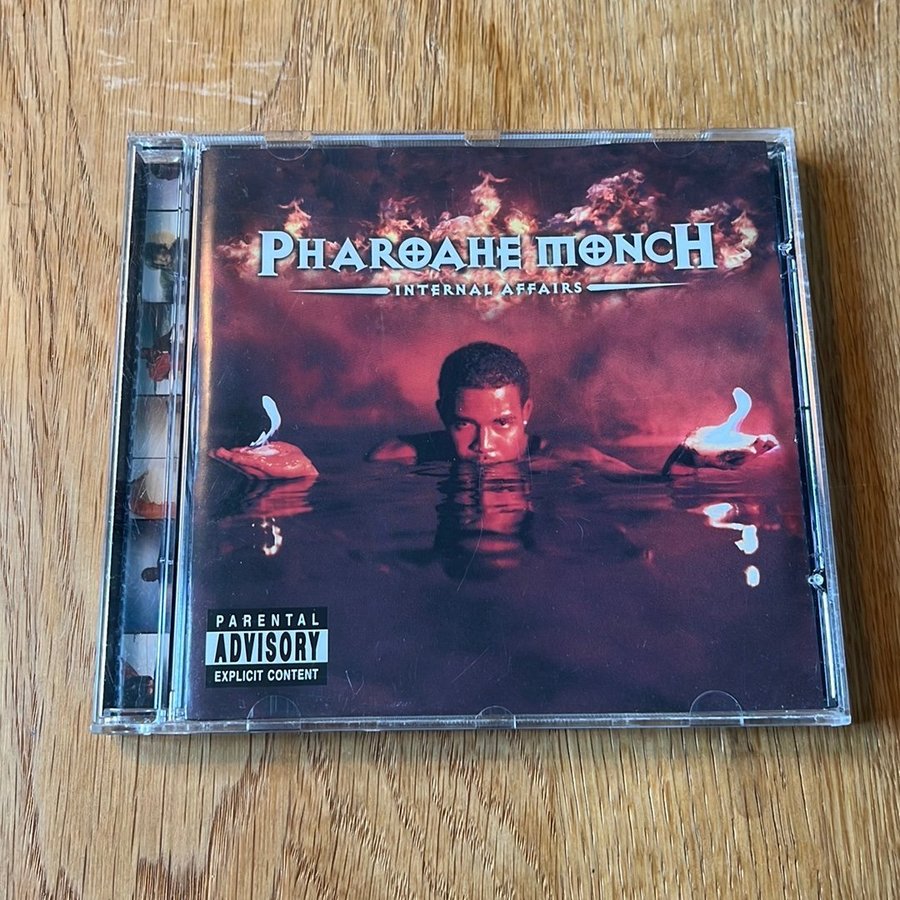 PHAROAHE MONCH
INTERNAL AFFAIRS
PARENTAL
ADVISORY
EXPLICIT CONTENT